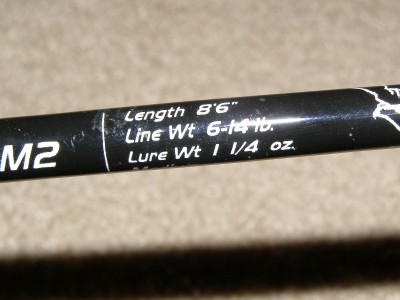 M2
Length 8'6"
Line Wt 6-14 lb.
Lure Wt 1 1/4 oz.